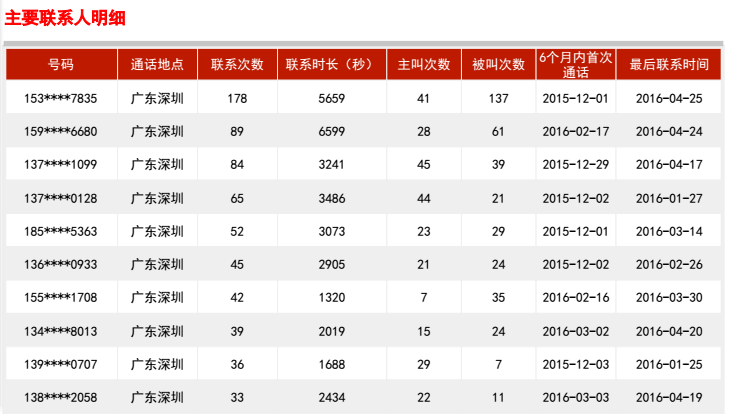 主要联系人明细
号码 通话地点 联系次数 联系时长（秒） 主叫次数 被叫次数 6个月内首次通话 最后联系时间
153****7835 广东深圳 178 5659 41 137 2015-12-01 2016-04-25
159****6680 广东深圳 89 6599 28 61 2016-02-17 2016-04-24
137****1099 广东深圳 84 3241 45 39 2015-12-29 2016-04-17
137****0128 广东深圳 65 3486 44 21 2015-12-02 2016-01-27
185****5363 广东深圳 52 3073 23 29 2015-12-01 2016-03-14
136****0933 广东深圳 45 2905 21 24 2015-12-02 2016-02-26
155****1708 广东深圳 42 1320 7 35 2016-02-16 2016-03-30
134****8013 广东深圳 39 2019 15 24 2016-03-02 2016-04-20
139****0707 广东深圳 36 1688 29 7 2015-12-03 2016-01-25
138****2058 广东深圳 33 2434 22 11 2016-03-03 2016-04-19